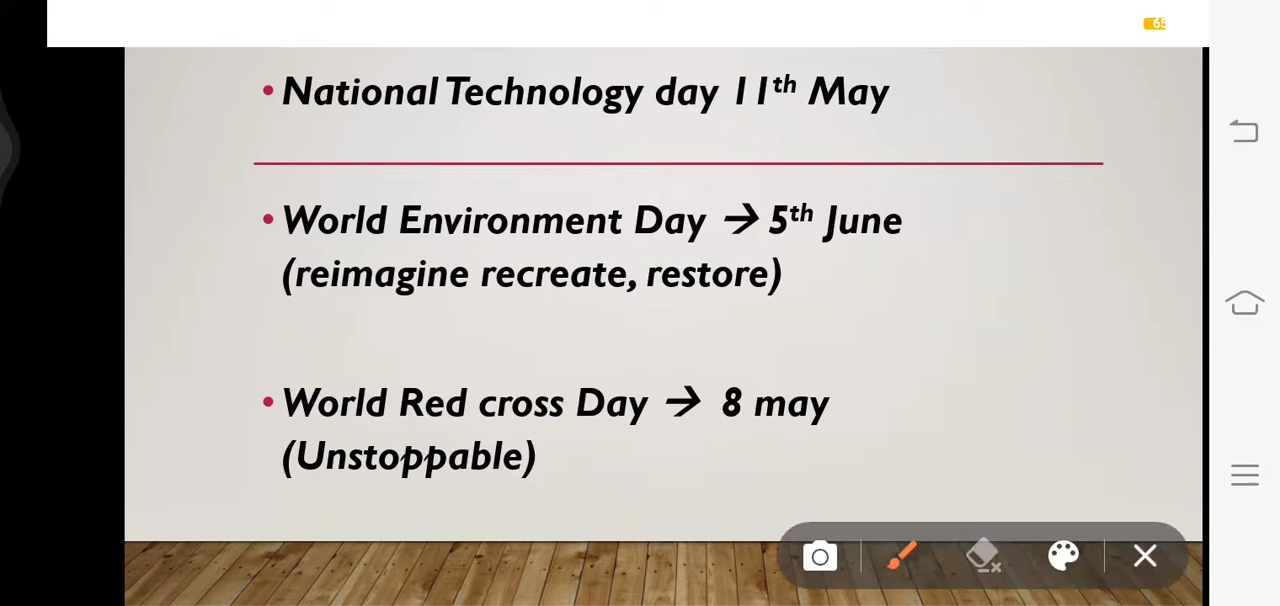 65
• National Technology day 11th May
• World Environment Day → 5th June
(reimagine recreate, restore)
• World Red cross Day → 8 may
(Unstoppable)